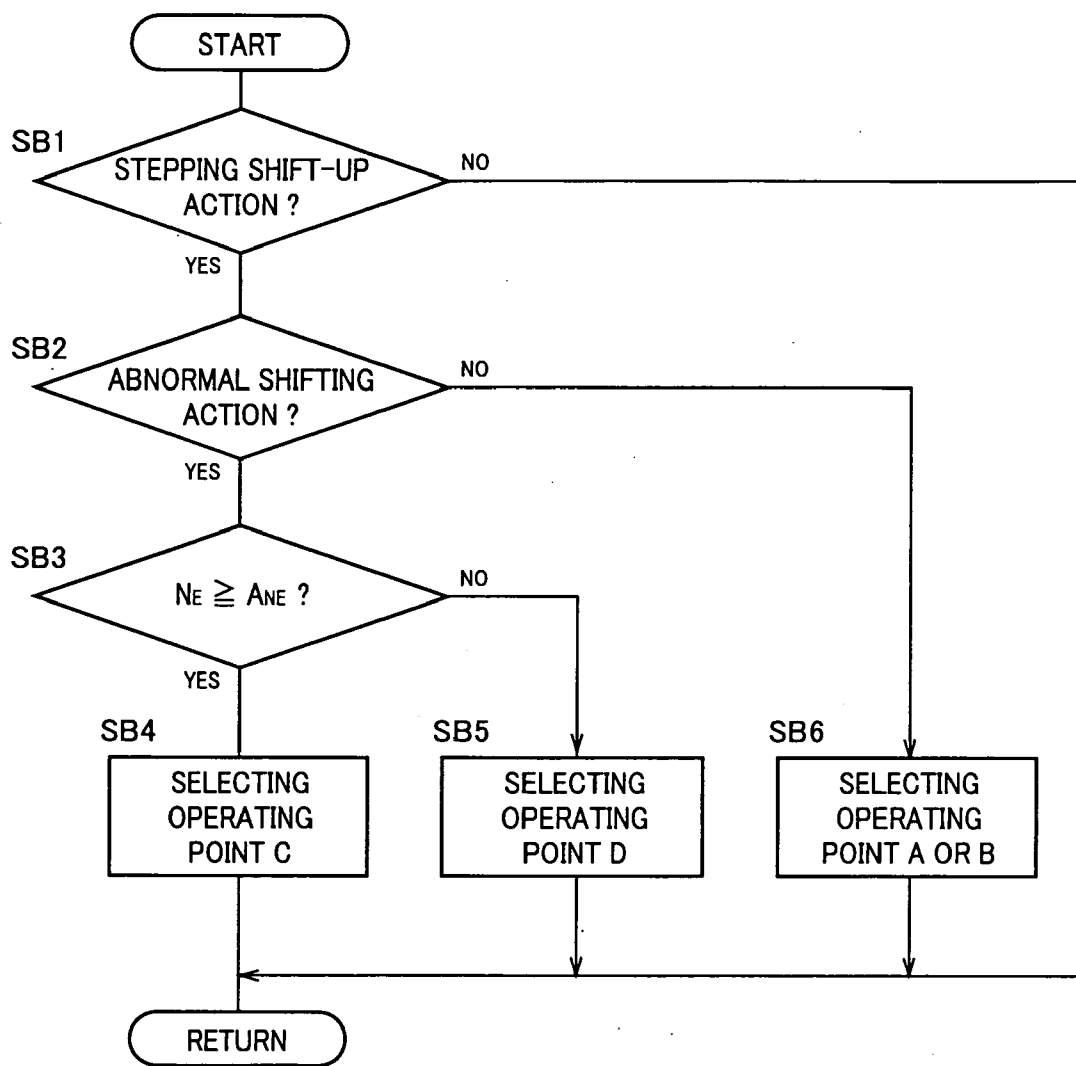 START
SB1
STEPPING SHIFT-UP
ACTION ?
NO
YES
SB2
ABNORMAL SHIFTING
ACTION ?
NO
YES
SB3
NE ≧ ANE ?
NO
YES
SB4
SELECTING
OPERATING
POINT C
SB5
SELECTING
OPERATING
POINT D
SB6
SELECTING
OPERATING
POINT A OR B
RETURN